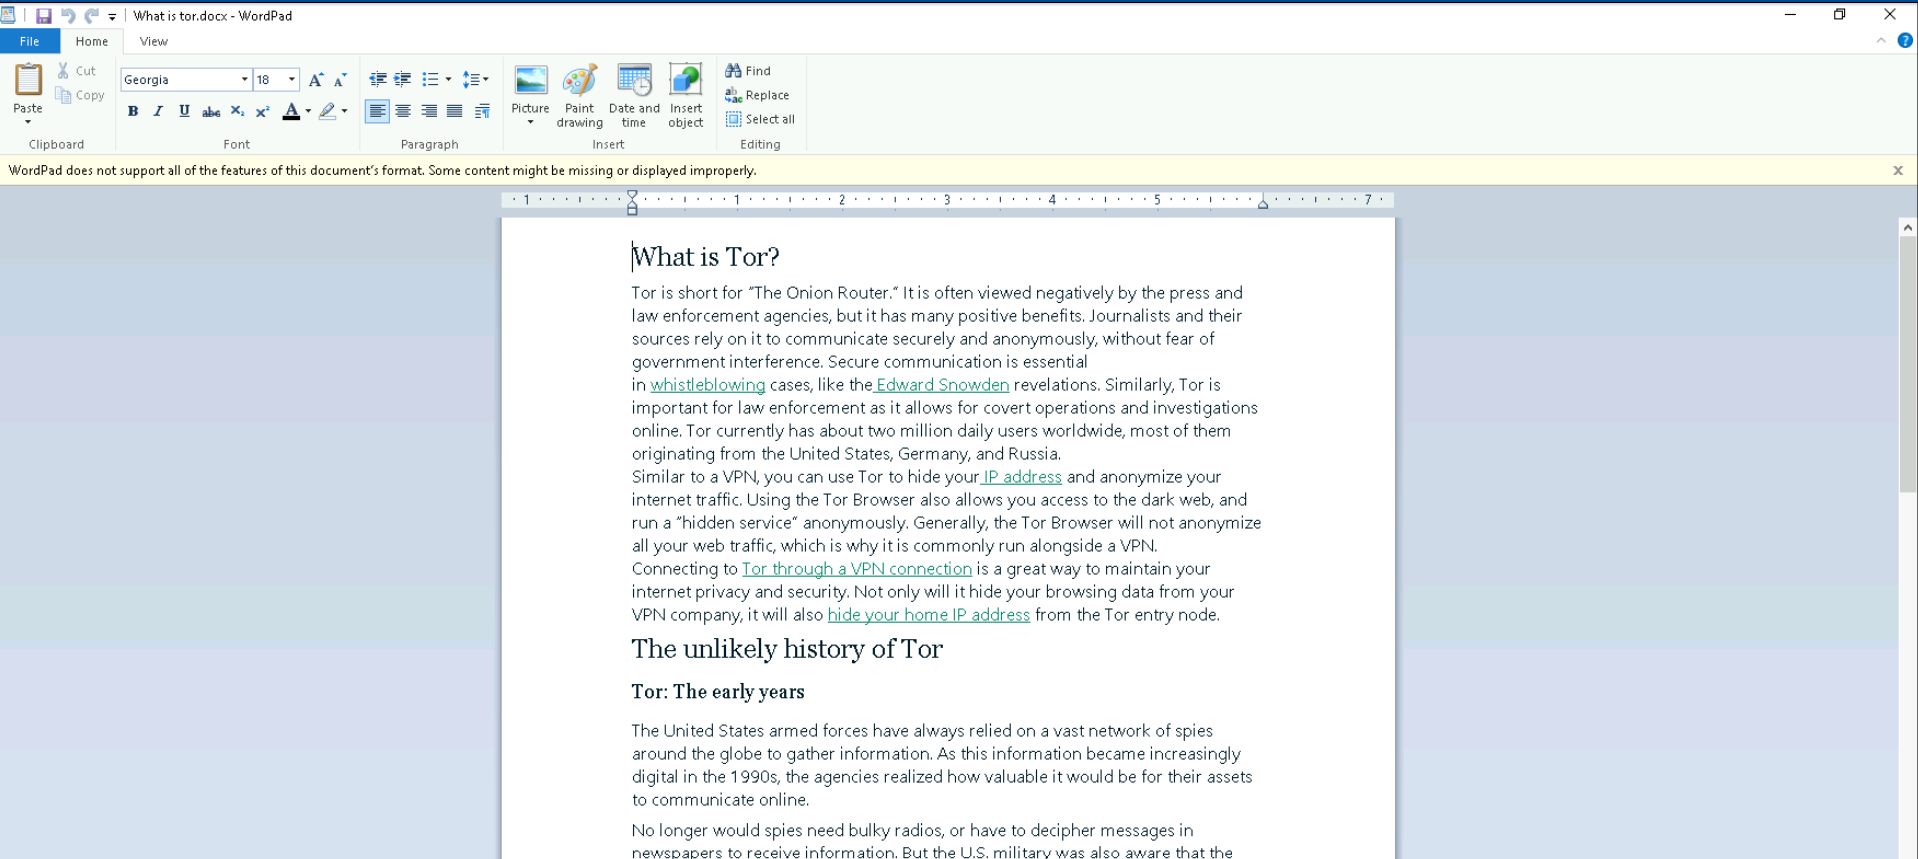 What is tor.docx - WordPad
File Home View
Paste
Cut
Copy
Clipboard
Georgia 18
B I U abc X₂ X² A
Font
Paragraph
Picture
Paint drawing
Date and time
Insert object
Insert
Find
Replace
Select all
Editing
WordPad does not support all of the features of this document's format. Some content might be missing or displayed improperly.
1 1 2 3 4 5 7
What is Tor?
Tor is short for "The Onion Router." It is often viewed negatively by the press and
law enforcement agencies, but it has many positive benefits. Journalists and their
sources rely on it to communicate securely and anonymously, without fear of
government interference. Secure communication is essential
in whistleblowing cases, like the Edward Snowden revelations. Similarly, Tor is
important for law enforcement as it allows for covert operations and investigations
online. Tor currently has about two million daily users worldwide, most of them
originating from the United States, Germany, and Russia.
Similar to a VPN, you can use Tor to hide your IP address and anonymize your
internet traffic. Using the Tor Browser also allows you access to the dark web, and
run a "hidden service" anonymously. Generally, the Tor Browser will not anonymize
all your web traffic, which is why it is commonly run alongside a VPN.
Connecting to Tor through a VPN connection is a great way to maintain your
internet privacy and security. Not only will it hide your browsing data from your
VPN company, it will also hide your home IP address from the Tor entry node.
The unlikely history of Tor
Tor: The early years
The United States armed forces have always relied on a vast network of spies
around the globe to gather information. As this information became increasingly
digital in the 1990s, the agencies realized how valuable it would be for their assets
to communicate online.
No longer would spies need bulky radios, or have to decipher messages in
newspapers to receive information. But the U.S. military was also aware that the